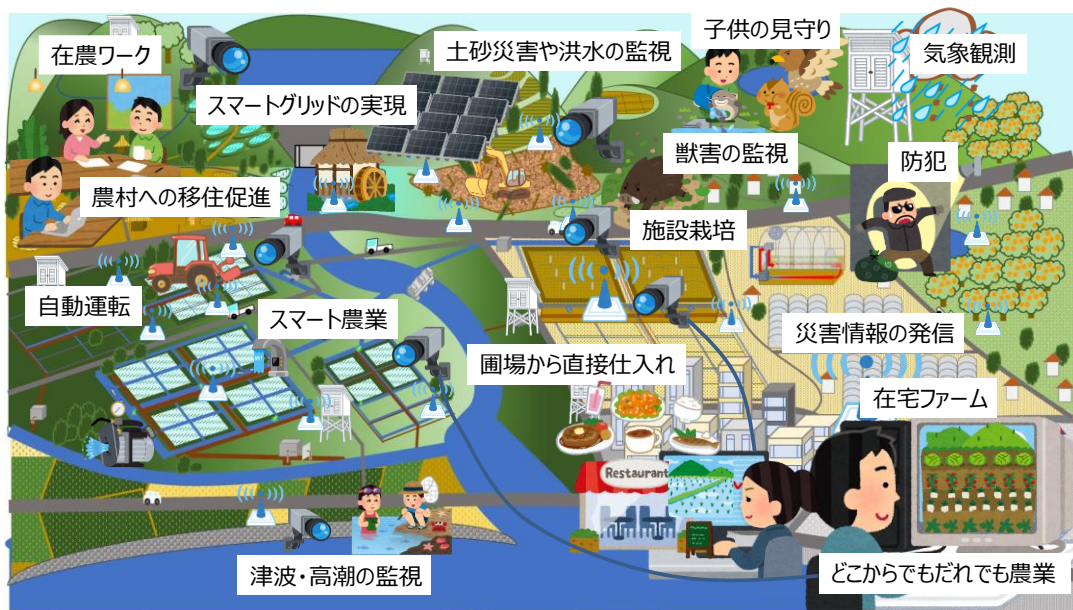 在農ワーク
土砂災害や洪水の監視
子供の見守り
気象観測
スマートグリッドの実現
獣害の監視
防犯
農村への移住促進
施設栽培
自動運転
スマート農業
災害情報の発信
圃場から直接仕入れ
在宅ファーム
Restaurant
津波・高潮の監視
どこからでもだれでも農業